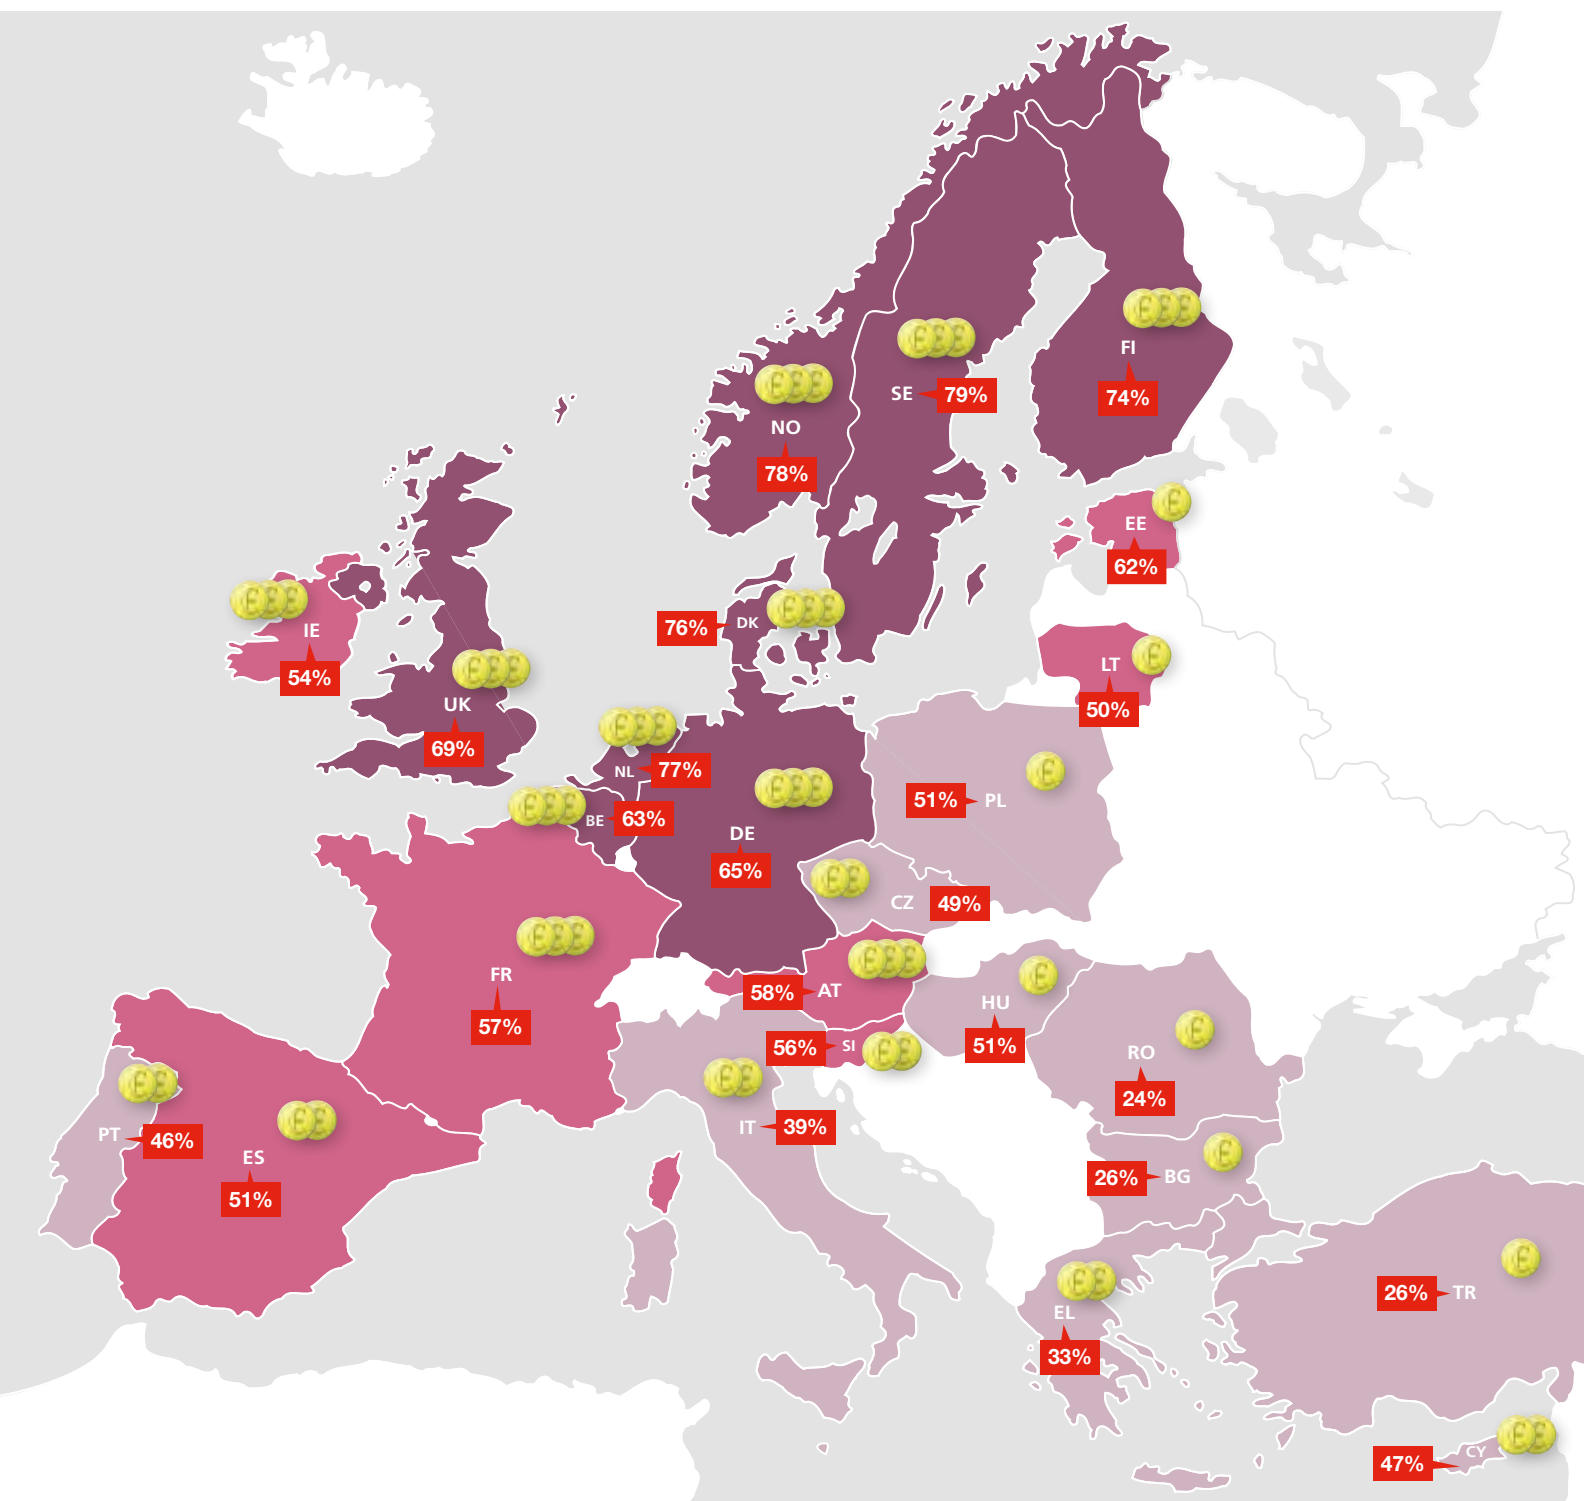 FI
74%
SE
79%
NO
78%
EE
62%
IE
54%
DK
76%
LT
50%
UK
69%
NL
77%
PL
51%
BE
63%
DE
65%
CZ
49%
FR
57%
AT
58%
HU
51%
SI
56%
RO
24%
PT
46%
IT
39%
ES
51%
BG
26%
TR
26%
EL
33%
CY
47%